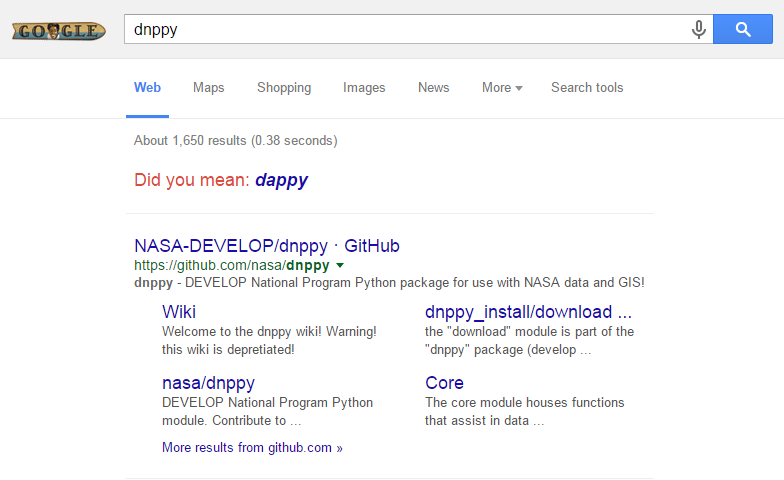 GOOGLE
dnppy
Web Maps Shopping Images News More Search tools
About 1,650 results (0.38 seconds)
Did you mean: dappy
NASA-DEVELOP/dnppy · GitHub
https://github.com/nasa/dnppy
dnppy - DEVELOP National Program Python package for use with NASA data and GIS!
Wiki
Welcome to the dnppy wiki! Warning!
this wiki is depretiated!
dnppy_install/download ...
the "download" module is part of the
"dnppy" package (develop ...
nasa/dnppy
DEVELOP National Program Python
module. Contribute to ...
Core
The core module houses functions
that assist in data ...
More results from github.com »